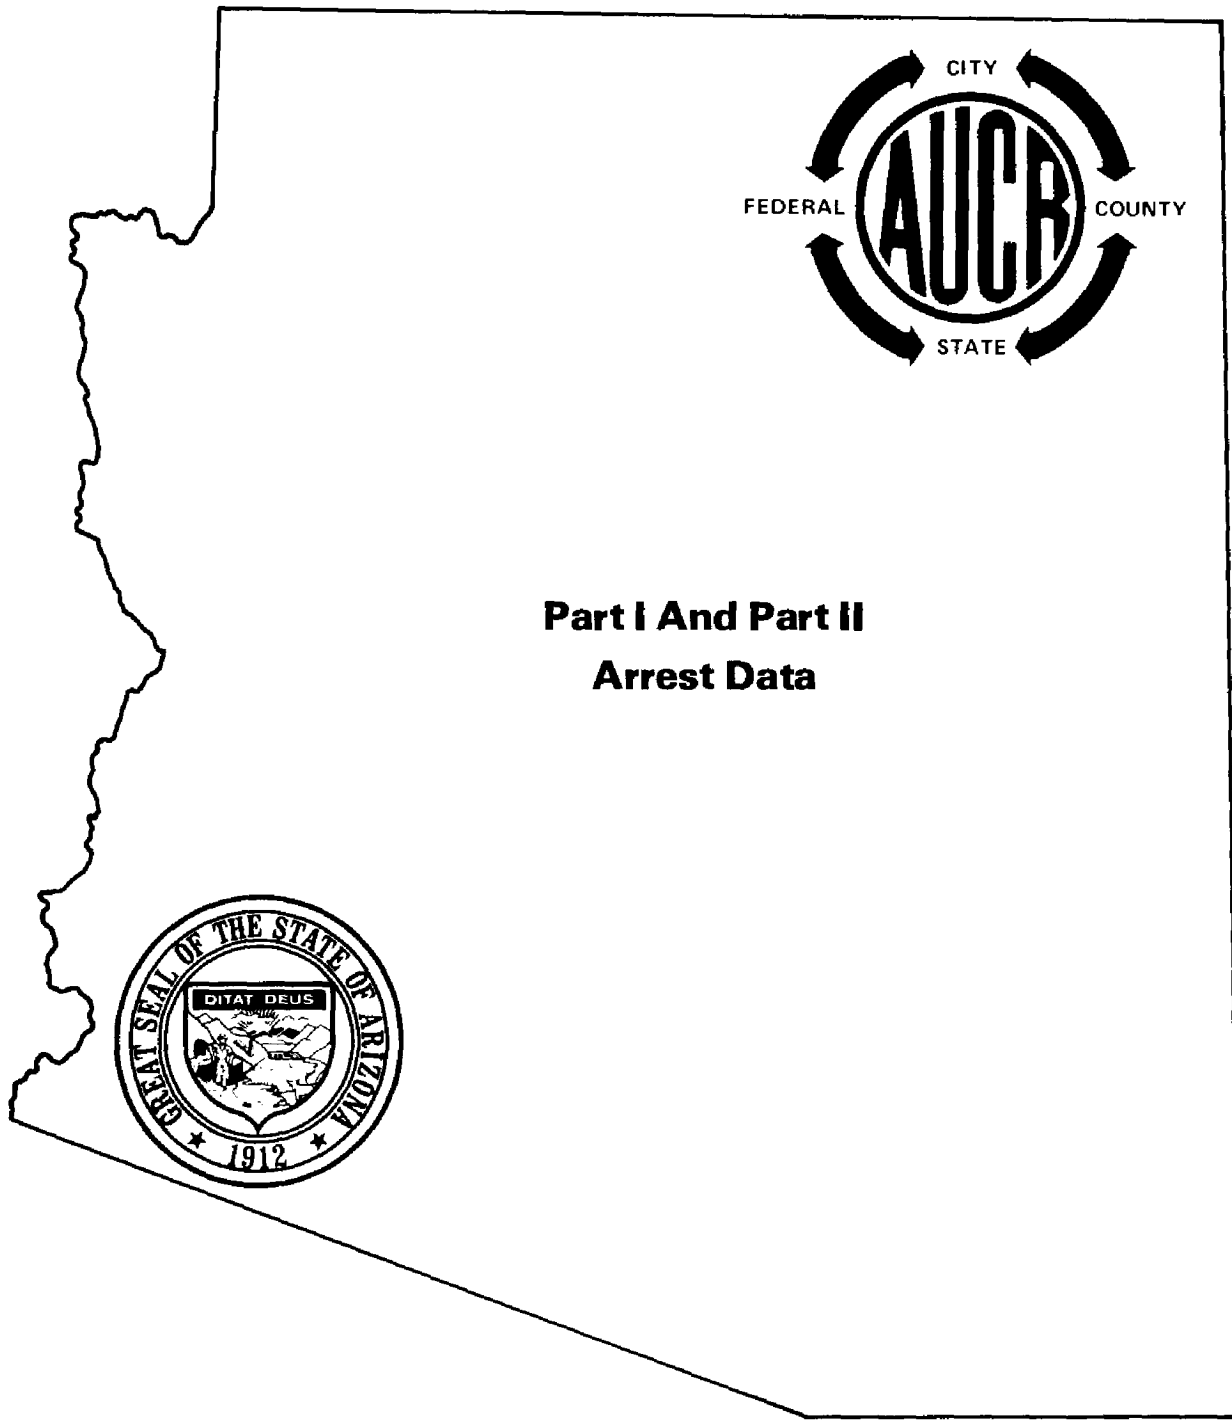 CITY
FEDERAL
AUCR
COUNTY
STATE
Part I And Part II
Arrest Data
GREAT SEAL OF THE STATE OF ARIZONA
DITAT DEUS
1912